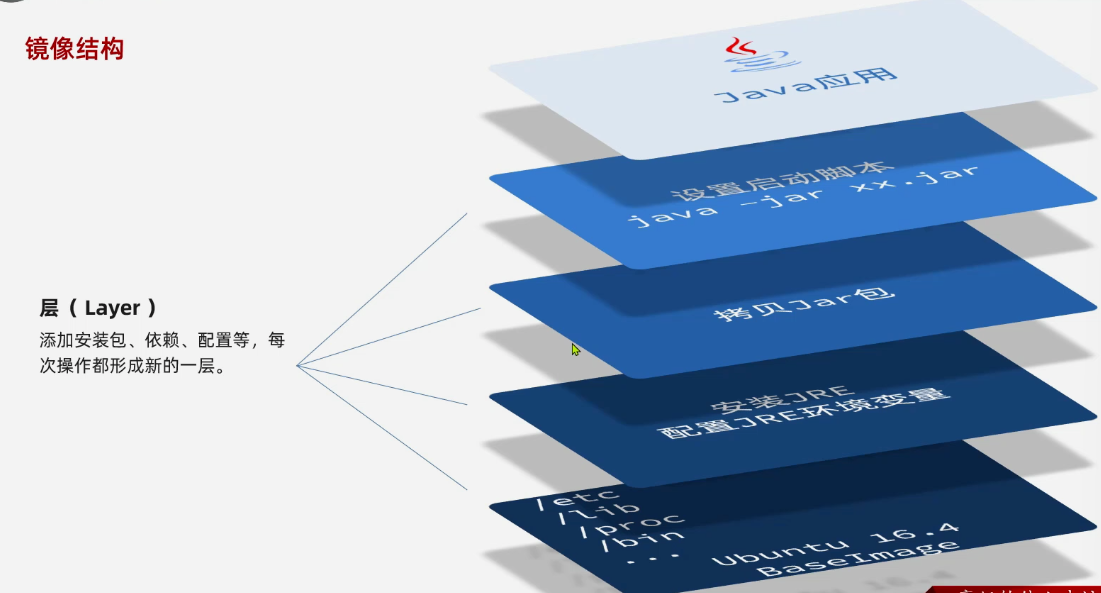 镜像结构
Java应用
设置启动脚本
java -jar xx.jar
拷贝Jar包
层（ Layer ）
添加安装包、依赖、配置等，每
次操作都形成新的一层。
安装JRE
配置JRE环境变量
/etc
/lib
/proc
/bin
...
Ubuntu 16.4
BaseImage